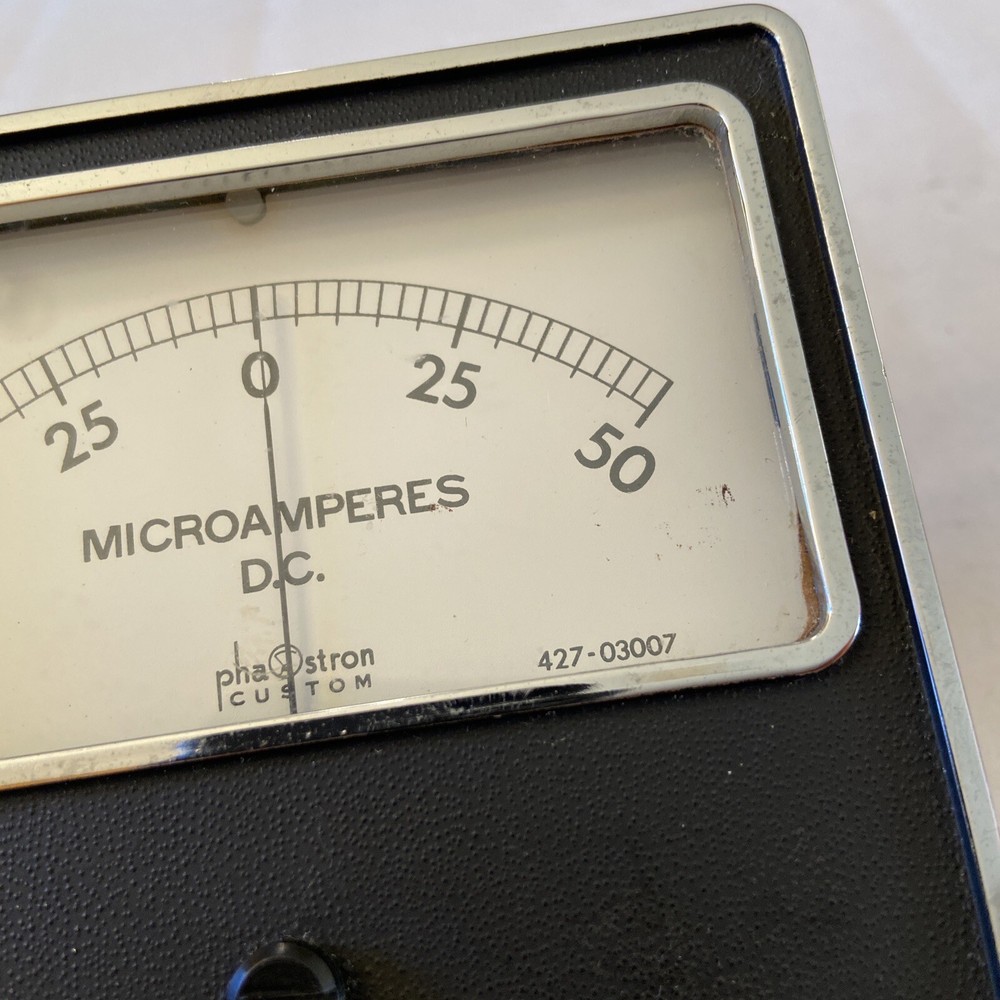 25 0 25 50
MICROAMPERES
D.C.
phaostron
CUSTOM
427-03007